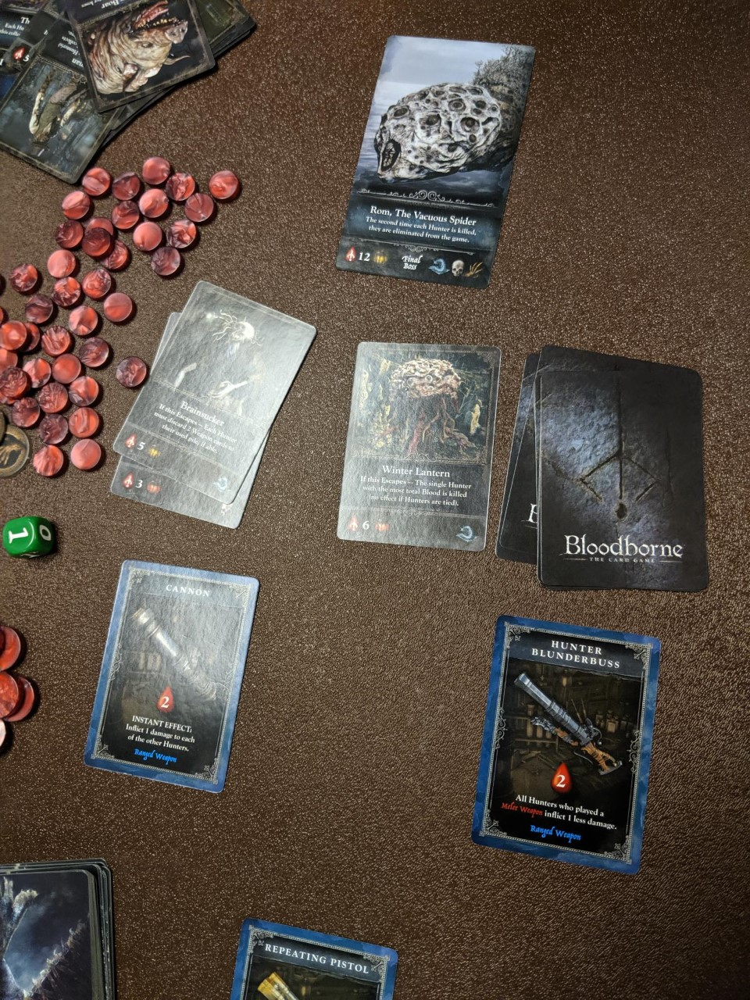 Boar
Rom, The Vacuous Spider
The second time each Hunter is killed,
they are eliminated from the game.
12
Final
Boss
Brainsucker
If this Escapes – Each Hunter
must discard 2 Weapon cards to
their used pile, if able.
5
3
Winter Lantern
If this Escapes – The single Hunter
with the most total Blood is killed
(no effect if Hunters are tied).
6
Bloodborne
THE CARD GAME
1
0
CANNON
2
INSTANT EFFECT:
Inflict 1 damage to each
of the other Hunters.
Ranged Weapon
HUNTER
BLUNDERBUSS
2
All Hunters who played a
Melee Weapon inflict 1 less damage.
Ranged Weapon
REPEATING PISTOL